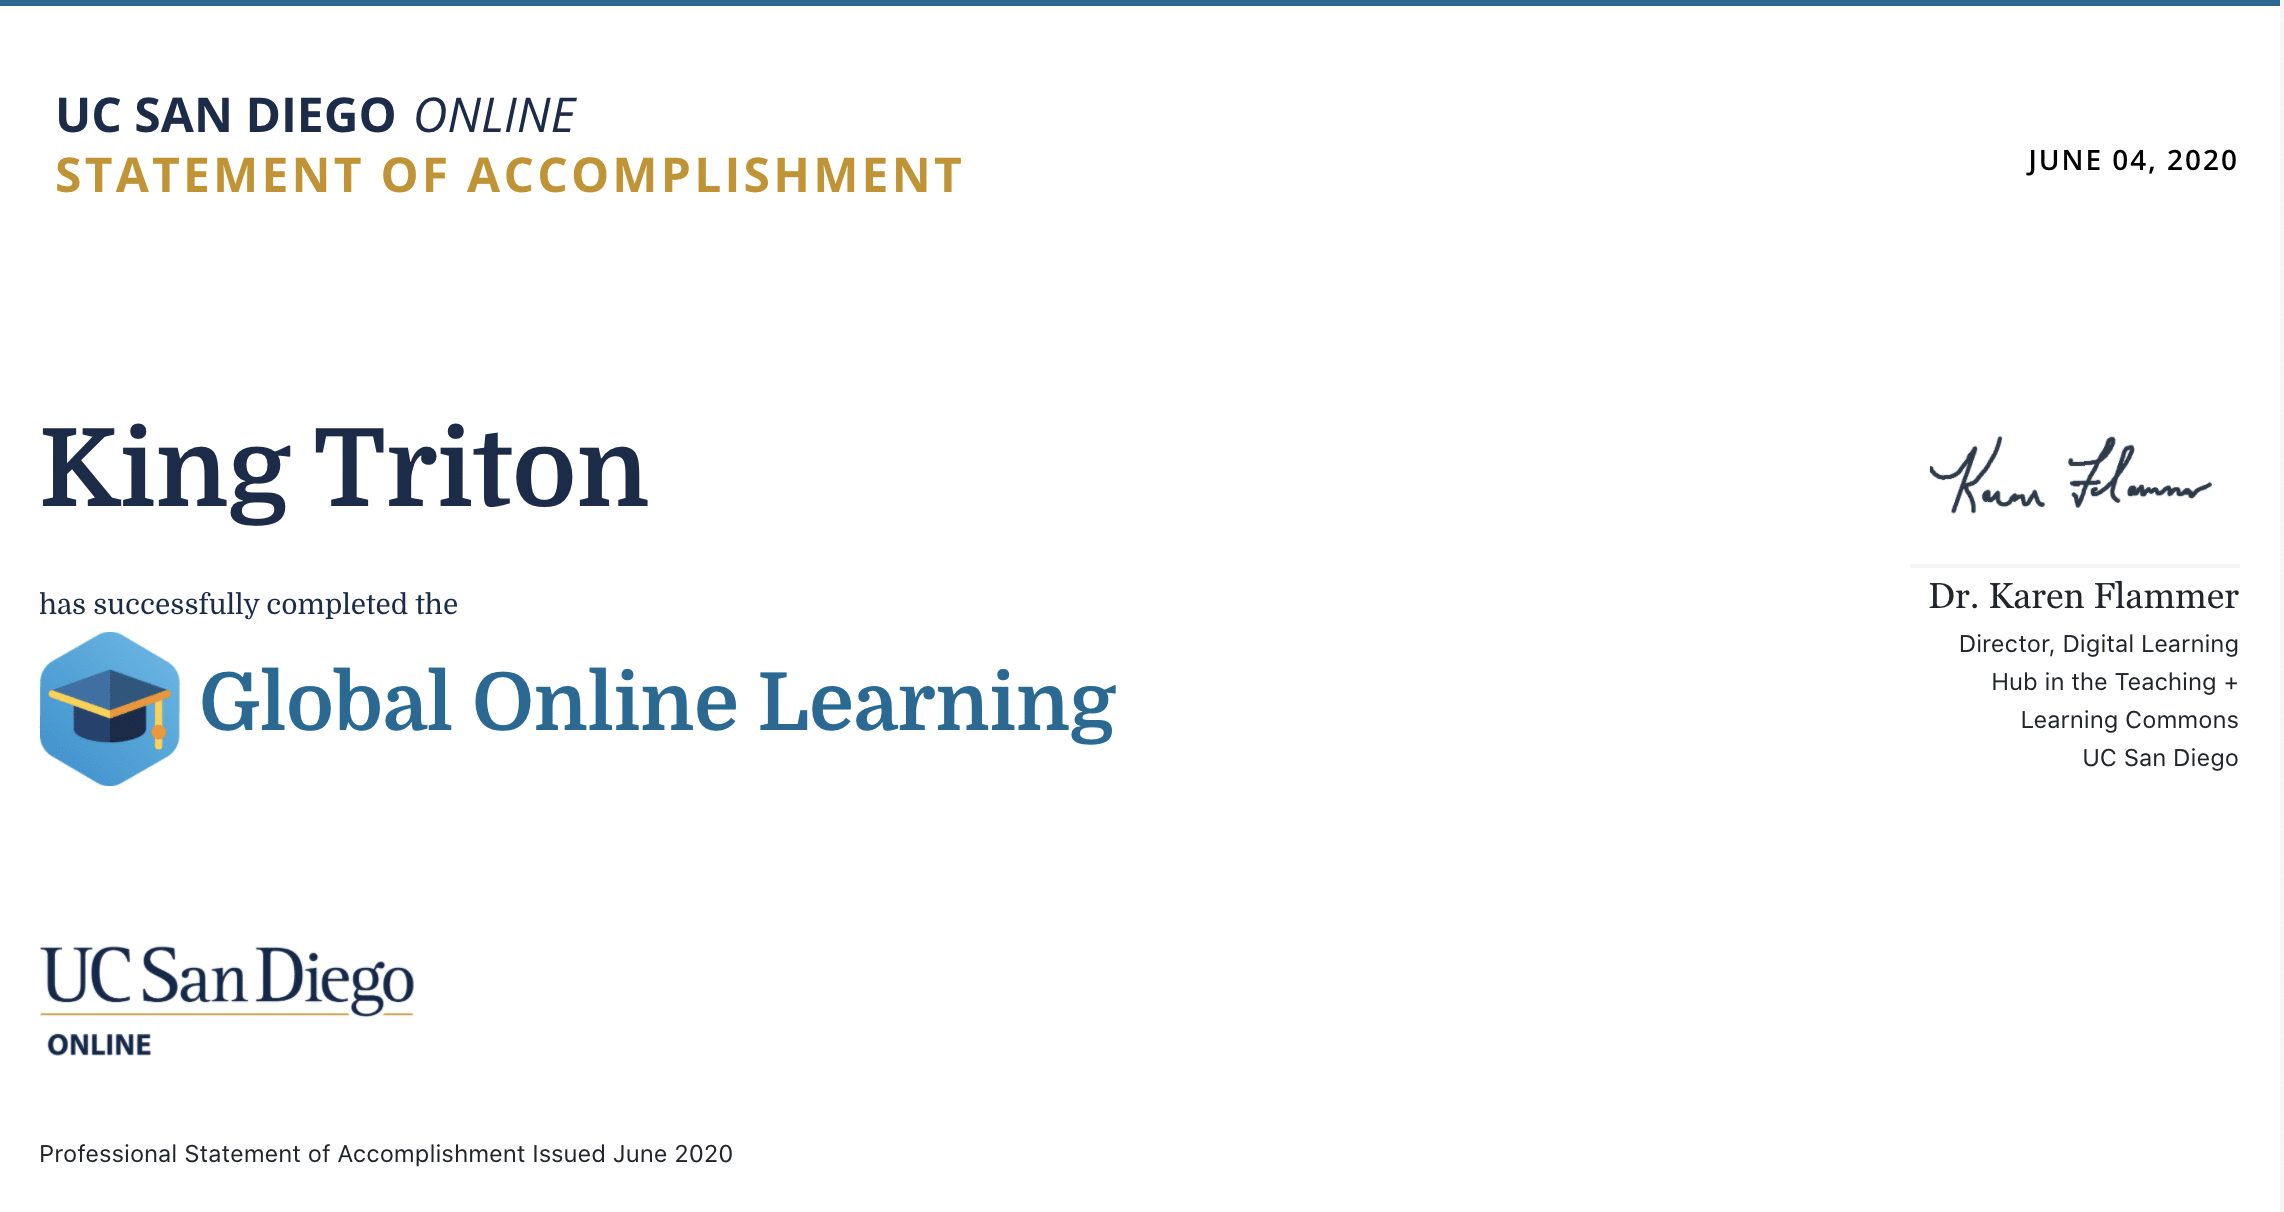 UC SAN DIEGO ONLINE
STATEMENT OF ACCOMPLISHMENT
JUNE 04, 2020
King Triton
has successfully completed the
Global Online Learning
Karen Flammer
Dr. Karen Flammer
Director, Digital Learning
Hub in the Teaching +
Learning Commons
UC San Diego
UC San Diego
ONLINE
Professional Statement of Accomplishment Issued June 2020